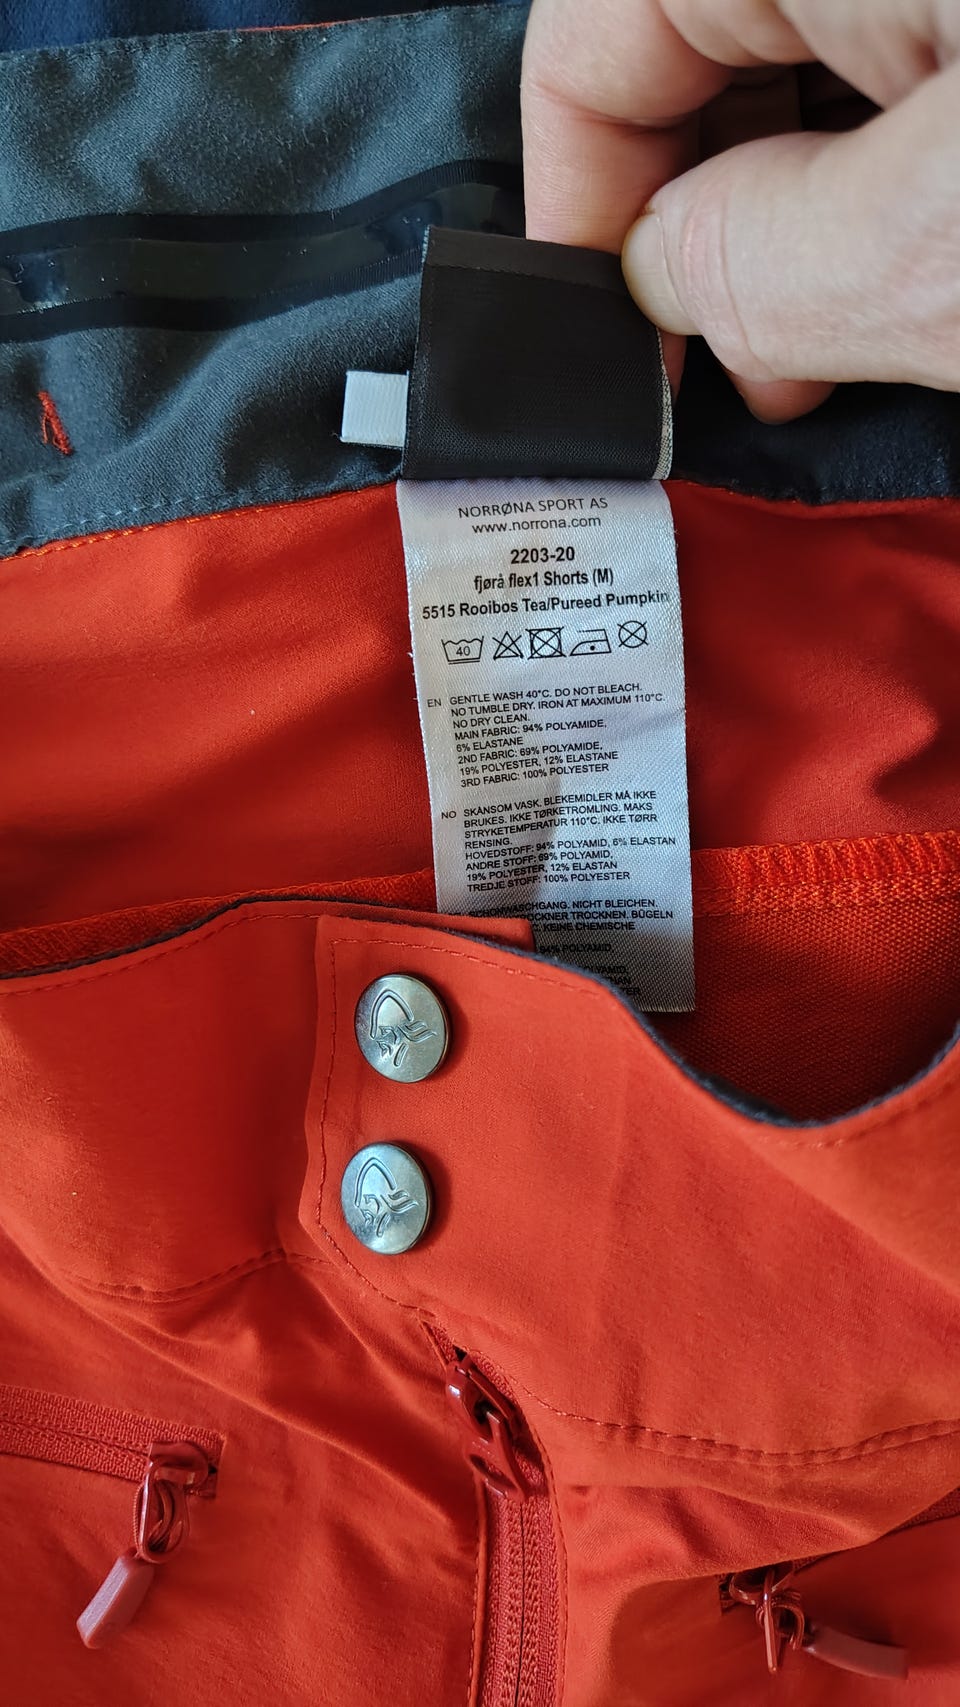 NORRØNA SPORT AS
www.norrona.com
2203-20
fjørå flex1 Shorts (M)
5515 Rooibos Tea/Pureed Pumpkin
40
EN GENTLE WASH 40°C. DO NOT BLEACH.
NO TUMBLE DRY. IRON AT MAXIMUM 110°C.
NO DRY CLEAN.
MAIN FABRIC: 94% POLYAMIDE,
6% ELASTANE
2ND FABRIC: 69% POLYAMIDE,
19% POLYESTER, 12% ELASTANE
3RD FABRIC: 100% POLYESTER
NO SKÅNSOM VASK. BLEKEMIDLER MÅ IKKE
BRUKES. IKKE TØRKETROMLING. MAKS
STRYKETEMPERATUR 110°C. IKKE TØRR
RENSING.
HOVEDSTOFF: 94% POLYAMID, 6% ELASTAN
ANDRE STOFF: 69% POLYAMID,
19% POLYESTER, 12% ELASTAN
TREDJE STOFF: 100% POLYESTER
SCHONWASCHGANG. NICHT BLEICHEN.
TROCKNER TROCKNEN. BÜGELN
KEINE CHEMISCHE
94% POLYAMID